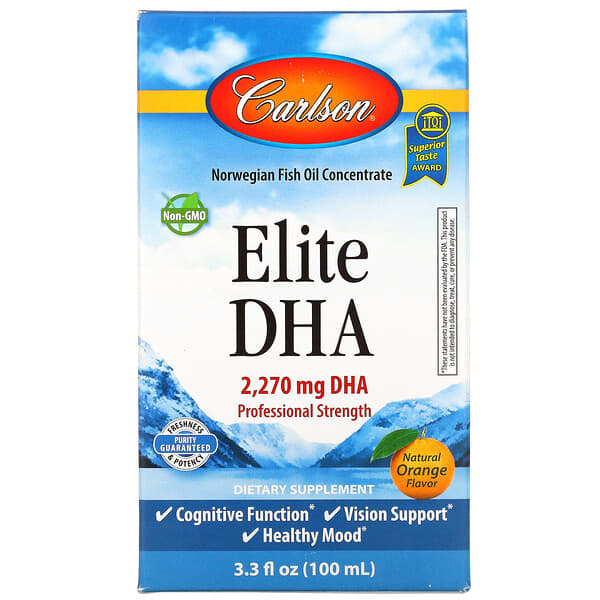 Carlson®
iTQi
Superior
Taste
AWARD
Norwegian Fish Oil Concentrate
Non-GMO
Elite
DHA
2,270 mg DHA
Professional Strength
*These statements have not been evaluated by the FDA. This product
is not intended to diagnose, treat, cure, or prevent any disease.
FRESHNESS
PURITY
GUARANTEED
& POTENCY
Natural
Orange
Flavor
DIETARY SUPPLEMENT
✓ Cognitive Function* ✓ Vision Support*
✓ Healthy Mood*
3.3 fl oz (100 mL)